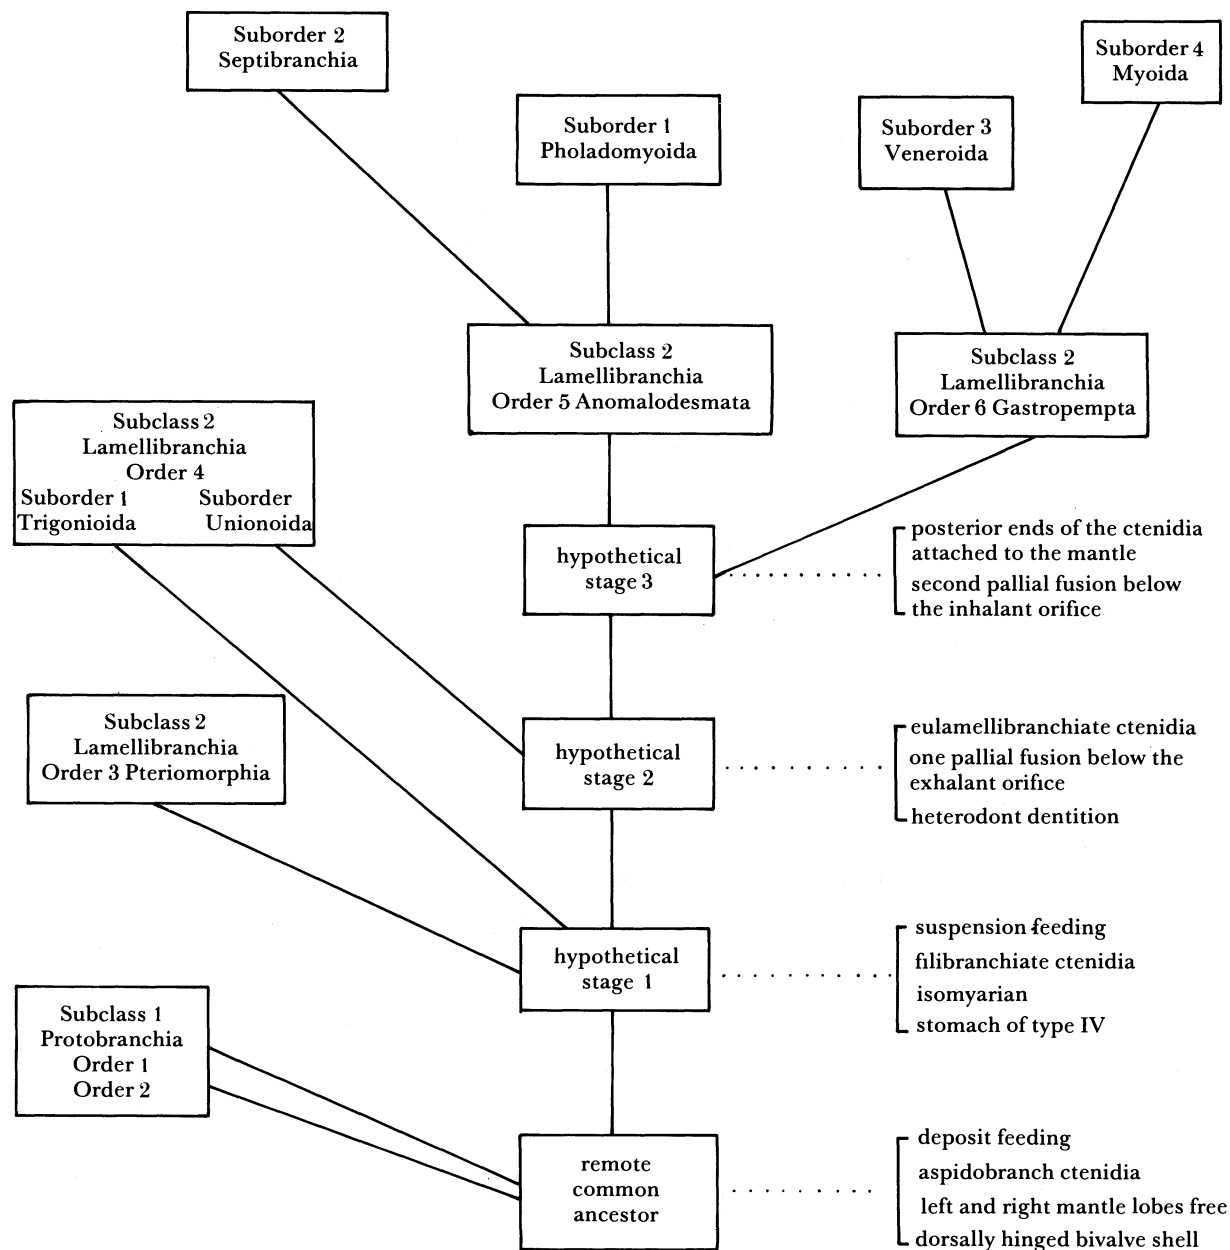 Suborder 2
Septibranchia
Suborder 4
Myoida
Suborder 1
Pholadomyoida
Suborder 3
Veneroida
Subclass 2
Lamellibranchia
Order 5 Anomalodesmata
Subclass 2
Lamellibranchia
Order 6 Gastropempta
Subclass 2
Lamellibranchia
Order 4
Suborder 1
Trigonioida
Suborder
Unionoida
hypothetical
stage 3
posterior ends of the ctenidia
attached to the mantle
second pallial fusion below
the inhalant orifice
Subclass 2
Lamellibranchia
Order 3 Pteriomorphia
hypothetical
stage 2
eulamellibranchiate ctenidia
one pallial fusion below the
exhalant orifice
heterodont dentition
hypothetical
stage 1
suspension feeding
filibranchiate ctenidia
isomyarian
stomach of type IV
Subclass 1
Protobranchia
Order 1
Order 2
remote
common
ancestor
deposit feeding
aspidobranch ctenidia
left and right mantle lobes free
dorsally hinged bivalve shell